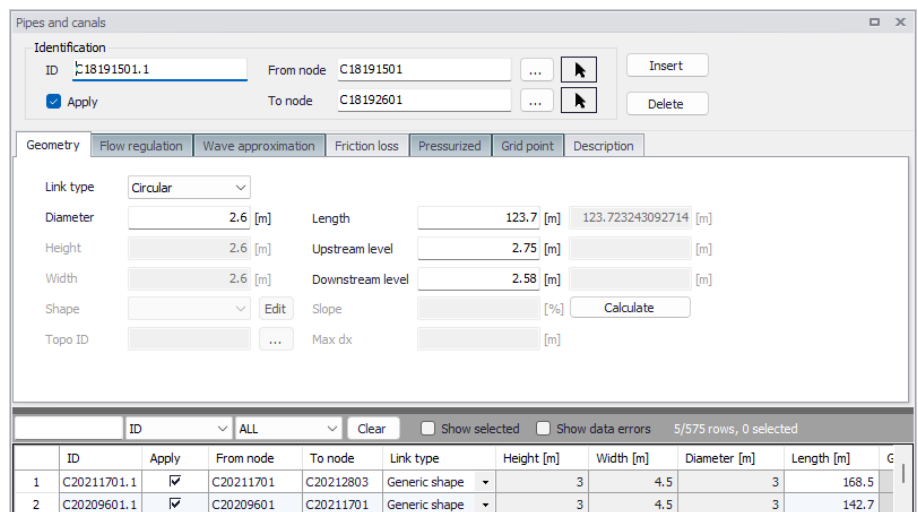 Pipes and canals
Identification
ID C18191501.1 From node C18191501 ... Insert
Apply To node C18192601 ... Delete
Geometry Flow regulation Wave approximation Friction loss Pressurized Grid point Description
Link type Circular
Diameter 2.6 [m] Length 123.7 [m] 123.723243092714 [m]
Height 2.6 [m] Upstream level 2.75 [m] [m]
Width 2.6 [m] Downstream level 2.58 [m] [m]
Shape Edit Slope [%] Calculate
Topo ID ... Max dx [m]
ID ALL Clear Show selected Show data errors 5/575 rows, 0 selected
ID Apply From node To node Link type Height [m] Width [m] Diameter [m] Length [m]
1 C20211701.1 C20211701 C20212803 Generic shape 3 4.5 3 168.5
2 C20209601.1 C20209601 C20211701 Generic shape 3 4.5 3 142.7